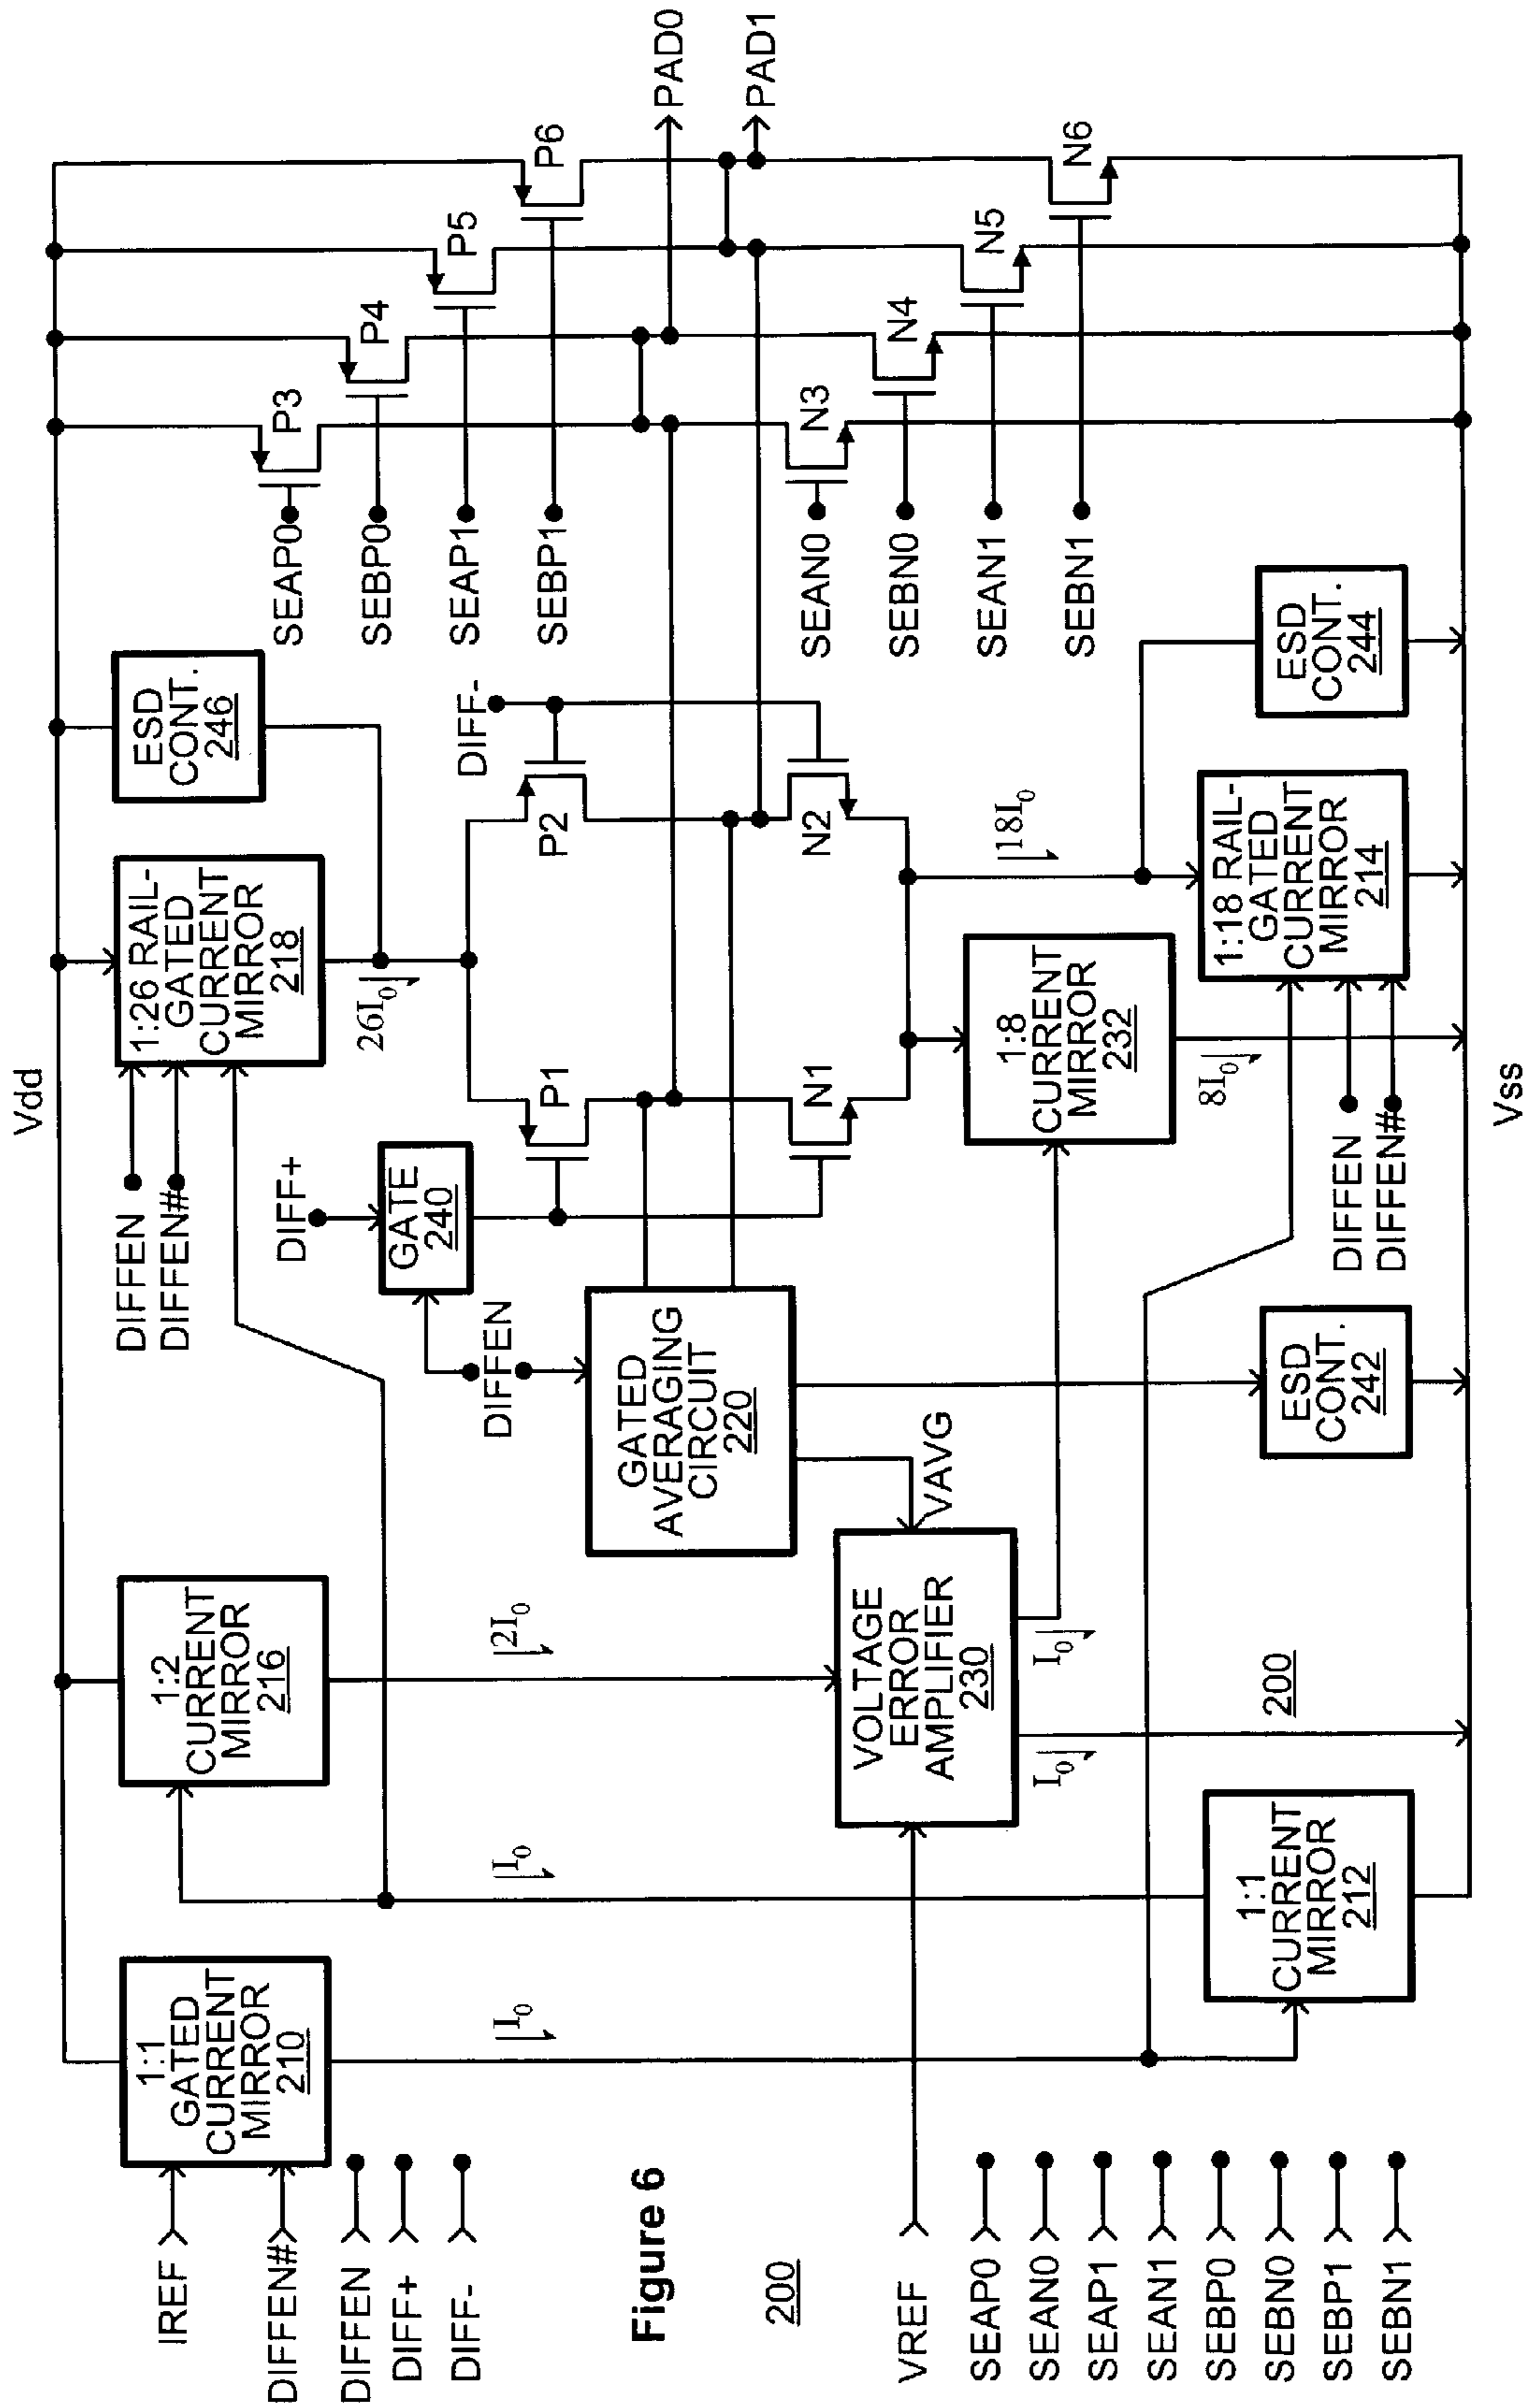 Vdd
IREF
DIFFEN#
DIFFEN
DIFF+
DIFF-
1:1
GATED
CURRENT
MIRROR
210
I0
I0
1:2
CURRENT
MIRROR
216
2I0
DIFFEN
DIFFEN#
1:26 RAIL-
GATED
CURRENT
MIRROR
218
26I0
ESD
CONT.
246
DIFF+
GATE
240
DIFFEN
GATED
AVERAGING
CIRCUIT
220
VAVG
P1
P2
DIFF-
N1
N2
SEAP0
SEBP0
SEAP1
SEBP1
P3
P4
P5
P6
PAD0
PAD1
SEAN0
SEBN0
SEAN1
SEBN1
N3
N4
N5
N6
Figure 6
200
VREF
SEAP0
SEAN0
SEAP1
SEAN1
SEBP0
SEBN0
SEBP1
SEBN1
VOLTAGE
ERROR
AMPLIFIER
230
I0
I0
200
1:1
CURRENT
MIRROR
212
ESD
CONT.
242
1:8
CURRENT
MIRROR
232
8I0
18I0
DIFFEN
DIFFEN#
1:18 RAIL-
GATED
CURRENT
MIRROR
214
ESD
CONT.
244
Vss